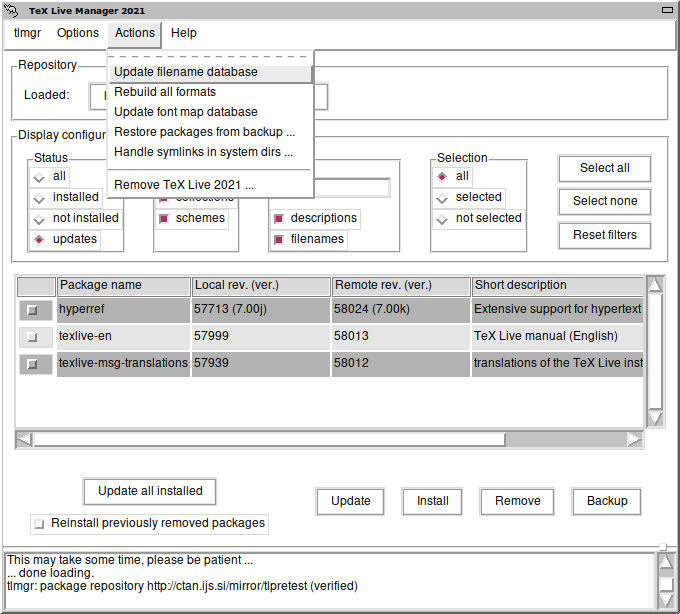 TeX Live Manager 2021
tlmgr Options Actions Help
Update filename database
Rebuild all formats
Update font map database
Restore packages from backup ...
Handle symlinks in system dirs ...
Remove TeX Live 2021 ...
Repository
Loaded:
Display configur
Status
all
installed
not installed
updates
schemes
descriptions
filenames
Selection
all
selected
not selected
Select all
Select none
Reset filters
Package name Local rev. (ver.) Remote rev. (ver.) Short description
hyperref 57713 (7.00j) 58024 (7.00k) Extensive support for hypertext
texlive-en 57999 58013 TeX Live manual (English)
texlive-msg-translations 57939 58012 translations of the TeX Live inst
Update all installed
Reinstall previously removed packages
Update Install Remove Backup
This may take some time, please be patient ...
... done loading.
tlmgr: package repository http://ctan.ijs.si/mirror/tlpretest (verified)